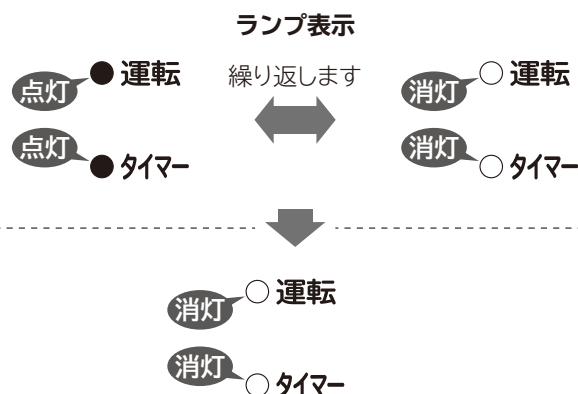 ランプ表示
点灯 ● 運転
点灯 ● タイマー
繰り返します
消灯 ○ 運転
消灯 ○ タイマー
消灯 ○ 運転
消灯 ○ タイマー